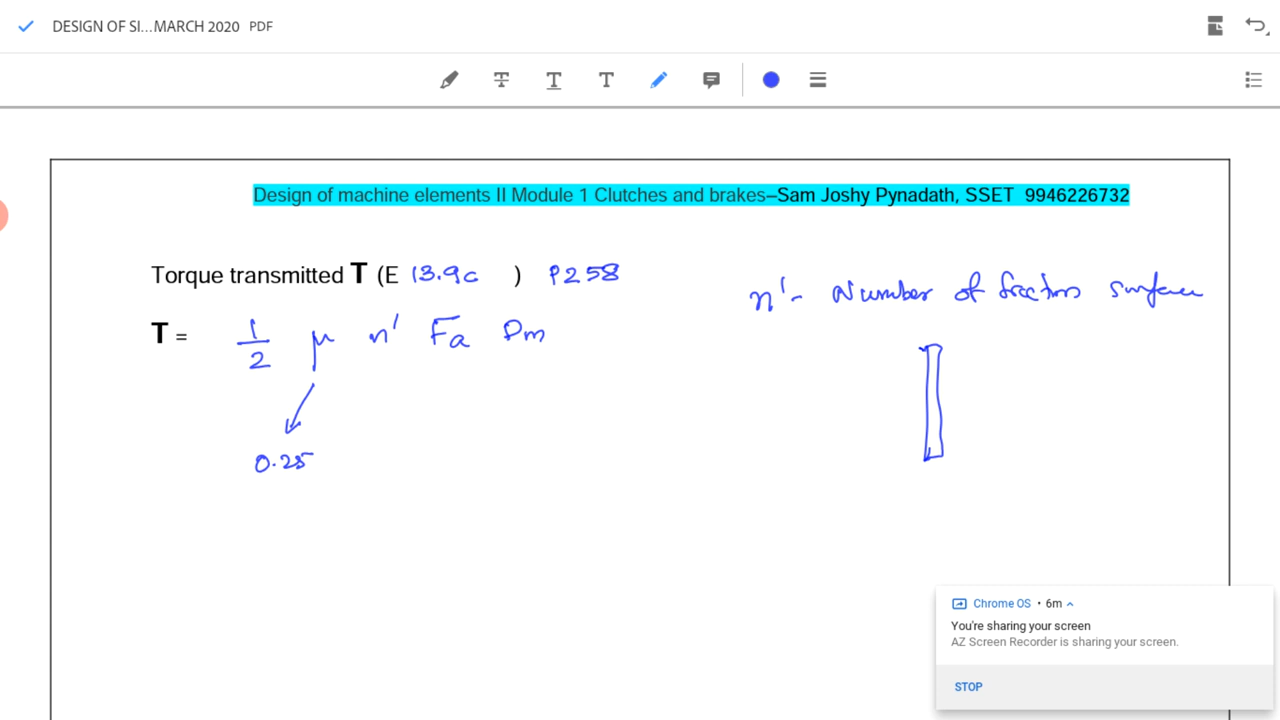 DESIGN OF SI...MARCH 2020 PDF
Design of machine elements II Module 1 Clutches and brakes–Sam Joshy Pynadath, SSET 9946226732
Torque transmitted T (E 13.9c ) P258
n' - Number of friction surface
T = 1/2 μ n' Fa Dm
0.25
Chrome OS • 6m
You're sharing your screen
AZ Screen Recorder is sharing your screen.
STOP